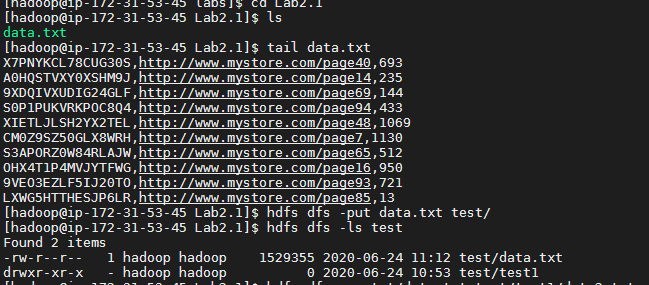 [hadoop@ip-172-31-53-45 labs]$ cd Lab2.1
[hadoop@ip-172-31-53-45 Lab2.1]$ ls
data.txt
[hadoop@ip-172-31-53-45 Lab2.1]$ tail data.txt
X7PNYKCL78CUG30S,http://www.mystore.com/page40,693
A0HQSTVXY0XSHM9J,http://www.mystore.com/page14,235
9XDQIVXUDIG24GLF,http://www.mystore.com/page69,144
S0P1PUKVRKPOC8Q4,http://www.mystore.com/page94,433
XIETLJLSH2YX2TEL,http://www.mystore.com/page48,1069
CM0Z9SZ50GLX8WRH,http://www.mystore.com/page7,1130
S3APORZ0W84RLAJW,http://www.mystore.com/page65,512
OHX4T1P4MVJYTFWG,http://www.mystore.com/page16,950
9VEO3EZLF5IJ20TO,http://www.mystore.com/page93,721
LXWG5HTTHESJP6LR,http://www.mystore.com/page85,13
[hadoop@ip-172-31-53-45 Lab2.1]$ hdfs dfs -put data.txt test/
[hadoop@ip-172-31-53-45 Lab2.1]$ hdfs dfs -ls test
Found 2 items
-rw-r--r-- 1 hadoop hadoop 1529355 2020-06-24 11:12 test/data.txt
drwxr-xr-x - hadoop hadoop 0 2020-06-24 10:53 test/test1